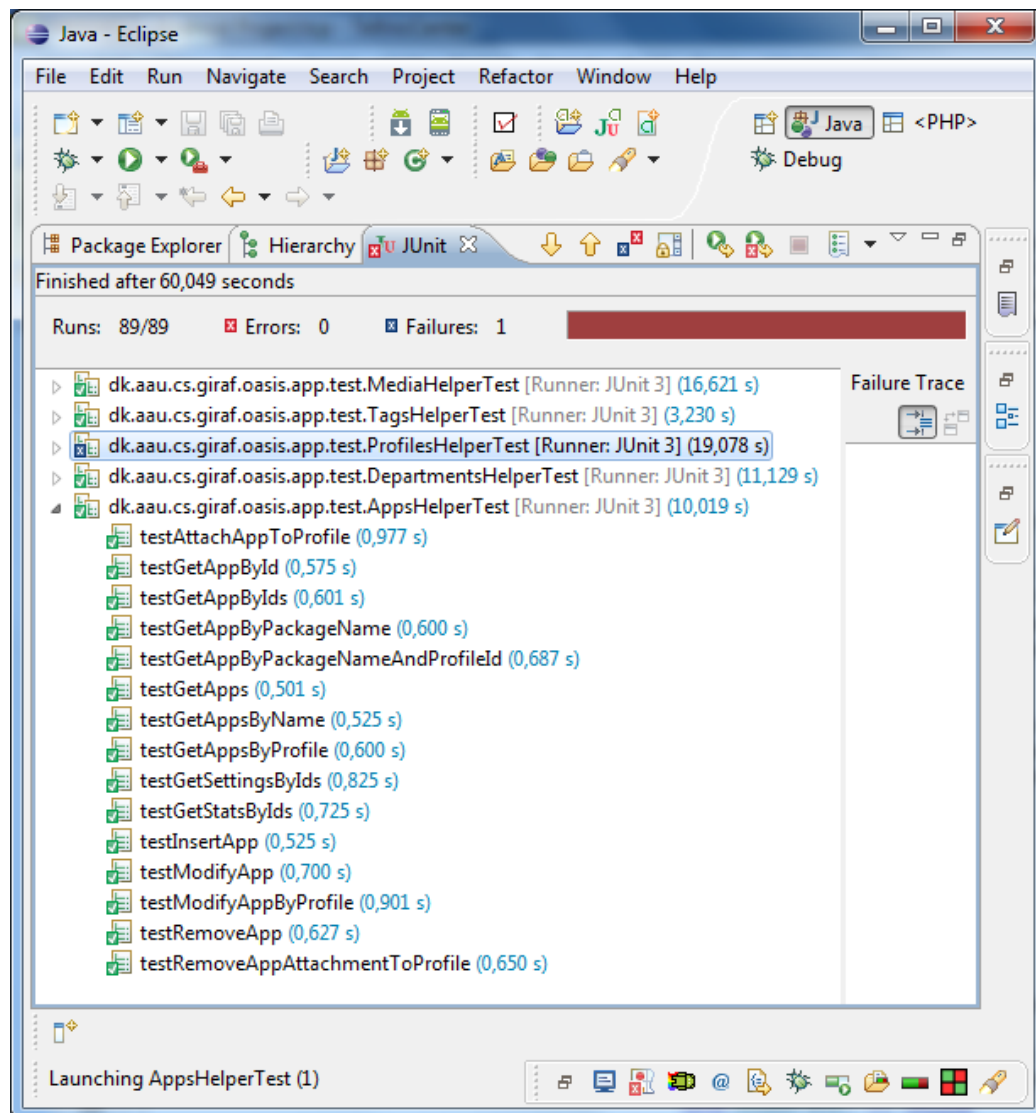 Java - Eclipse
File Edit Run Navigate Search Project Refactor Window Help
Java <PHP>
Debug
Package Explorer Hierarchy JUnit
Finished after 60,049 seconds
Runs: 89/89 Errors: 0 Failures: 1
dk.aau.cs.giraf.oasis.app.test.MediaHelperTest [Runner: JUnit 3] (16,621 s)
Failure Trace
dk.aau.cs.giraf.oasis.app.test.TagsHelperTest [Runner: JUnit 3] (3,230 s)
dk.aau.cs.giraf.oasis.app.test.ProfilesHelperTest [Runner: JUnit 3] (19,078 s)
dk.aau.cs.giraf.oasis.app.test.DepartmentsHelperTest [Runner: JUnit 3] (11,129 s)
dk.aau.cs.giraf.oasis.app.test.AppsHelperTest [Runner: JUnit 3] (10,019 s)
testAttachAppToProfile (0,977 s)
testGetAppById (0,575 s)
testGetAppByIds (0,601 s)
testGetAppByPackageName (0,600 s)
testGetAppByPackageNameAndProfileId (0,687 s)
testGetApps (0,501 s)
testGetAppsByName (0,525 s)
testGetAppsByProfile (0,600 s)
testGetSettingsByIds (0,825 s)
testGetStatsByIds (0,725 s)
testInsertApp (0,525 s)
testModifyApp (0,700 s)
testModifyAppByProfile (0,901 s)
testRemoveApp (0,627 s)
testRemoveAppAttachmentToProfile (0,650 s)
Launching AppsHelperTest (1)